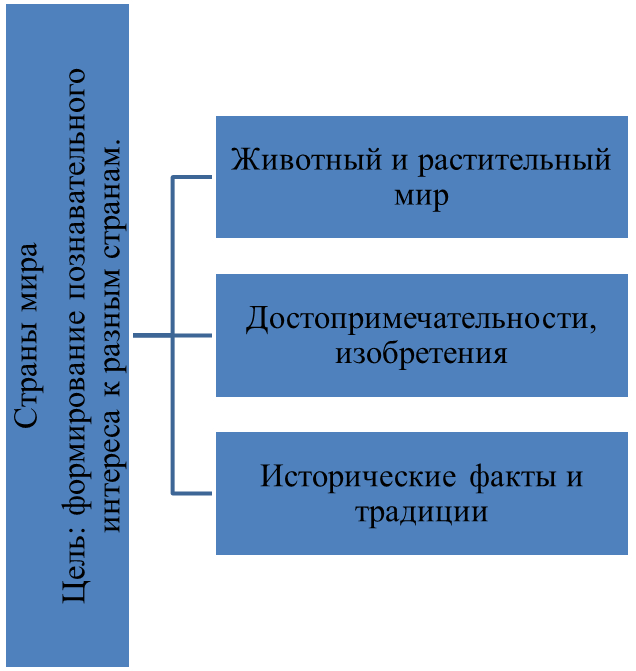 Страны мира
Цель: формирование познавательного
интереса к разным странам.
Животный и растительный
мир
Достопримечательности,
изобретения
Исторические факты и
традиции